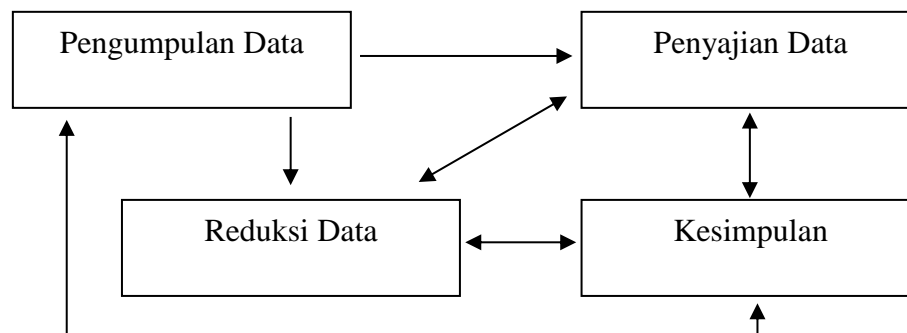 Pengumpulan Data
Penyajian Data
Reduksi Data
Kesimpulan